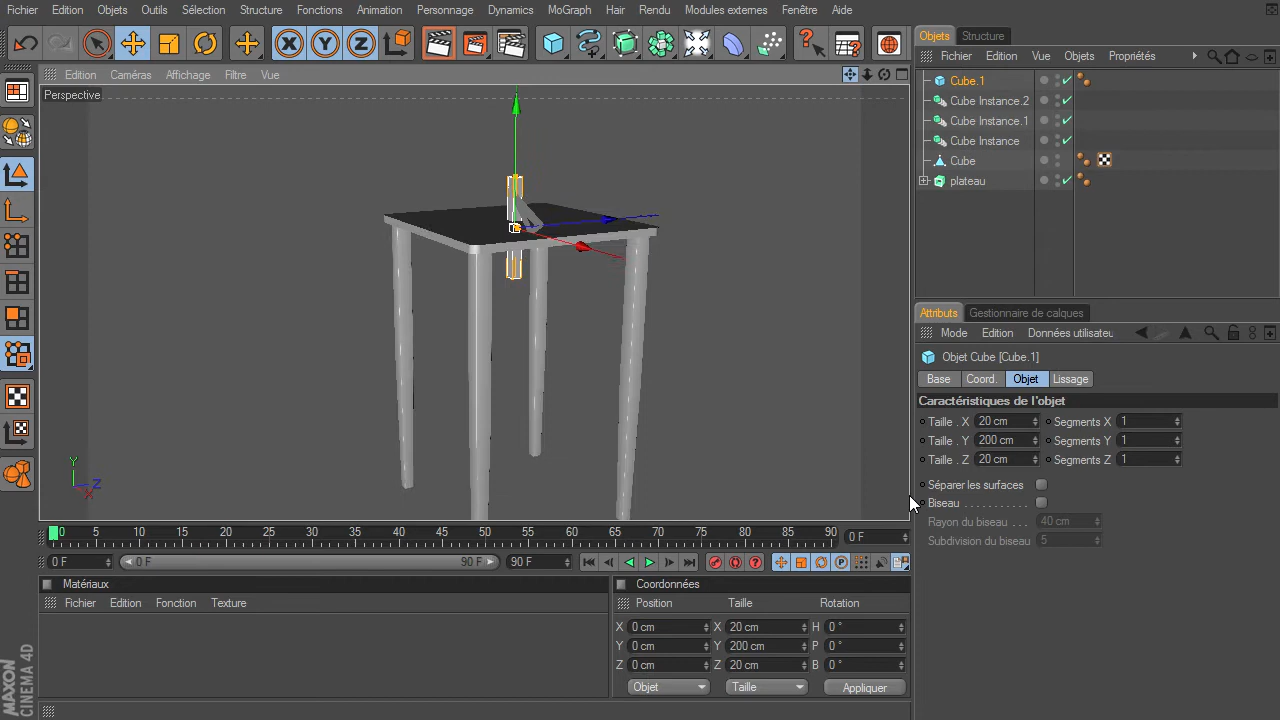 Fichier Edition Objets Outils Sélection Structure Fonctions Animation Personnage Dynamics MoGraph Hair Rendu Modules externes Fenêtre Aide
X Y Z
Edition Caméras Affichage Filtre Vue
Perspective
Y
Z
X
Objets Structure
Fichier Edition Vue Objets Propriétés
Cube.1
Cube Instance.2
Cube Instance.1
Cube Instance
Cube
plateau
Attributs Gestionnaire de calques
Mode Edition Données utilisateu
Objet Cube [Cube.1]
Base Coord. Objet Lissage
Caractéristiques de l'objet
Taille . X 20 cm Segments X 1
Taille . Y 200 cm Segments Y 1
Taille . Z 20 cm Segments Z 1
Séparer les surfaces
Biseau . . . . . . . . . . .
Rayon du biseau . . . 40 cm
Subdivision du biseau 5
0 5 10 15 20 25 30 35 40 45 50 55 60 65 70 75 80 85 90 0 F
0 F 0 F 90 F 90 F
Matériaux
Fichier Edition Fonction Texture
Coordonnées
Position Taille Rotation
X 0 cm X 20 cm H 0 °
Y 0 cm Y 200 cm P 0 °
Z 0 cm Z 20 cm B 0 °
Objet Taille Appliquer
MAXON
CINEMA 4D